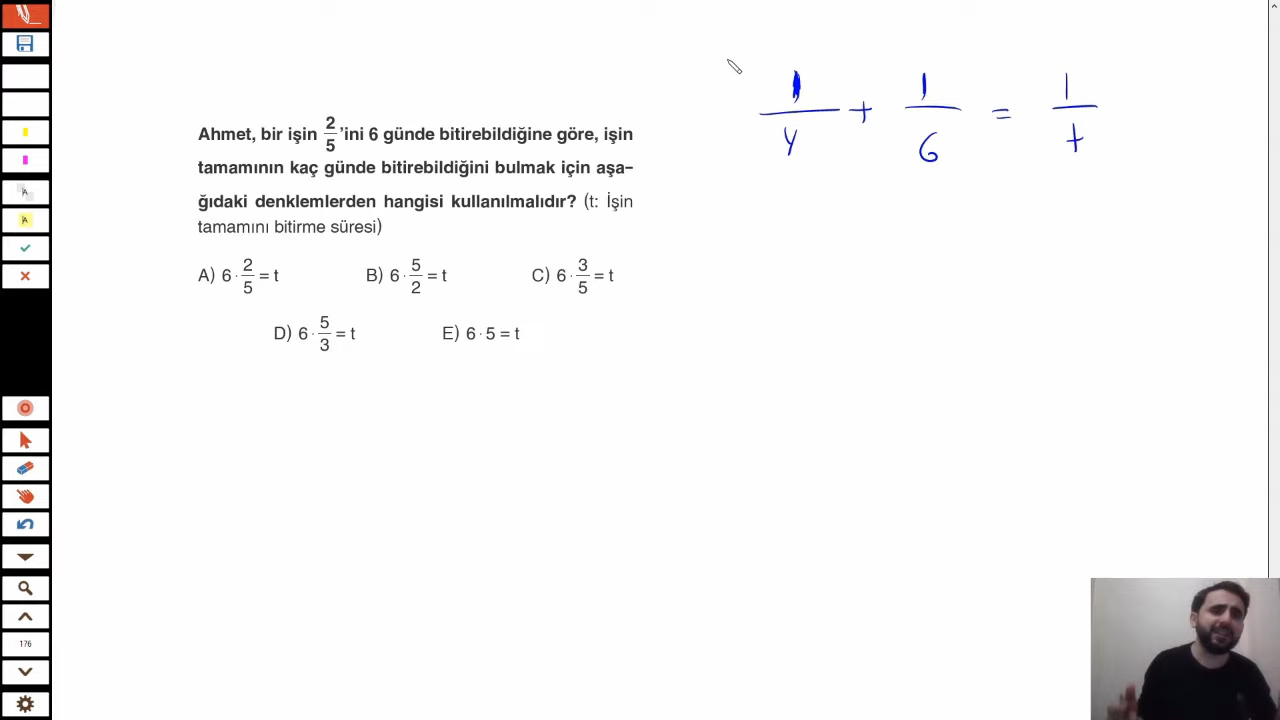 Ahmet, bir işin 2/5'ini 6 günde bitirebildiğine göre, işin
tamamının kaç günde bitirebildiğini bulmak için aşa-
ğıdaki denklemlerden hangisi kullanılmalıdır? (t: İşin
tamamını bitirme süresi)
A) 6 · 2/5 = t B) 6 · 5/2 = t C) 6 · 3/5 = t
D) 6 · 5/3 = t E) 6 · 5 = t
1/4 + 1/6 = 1/t
A
A
176